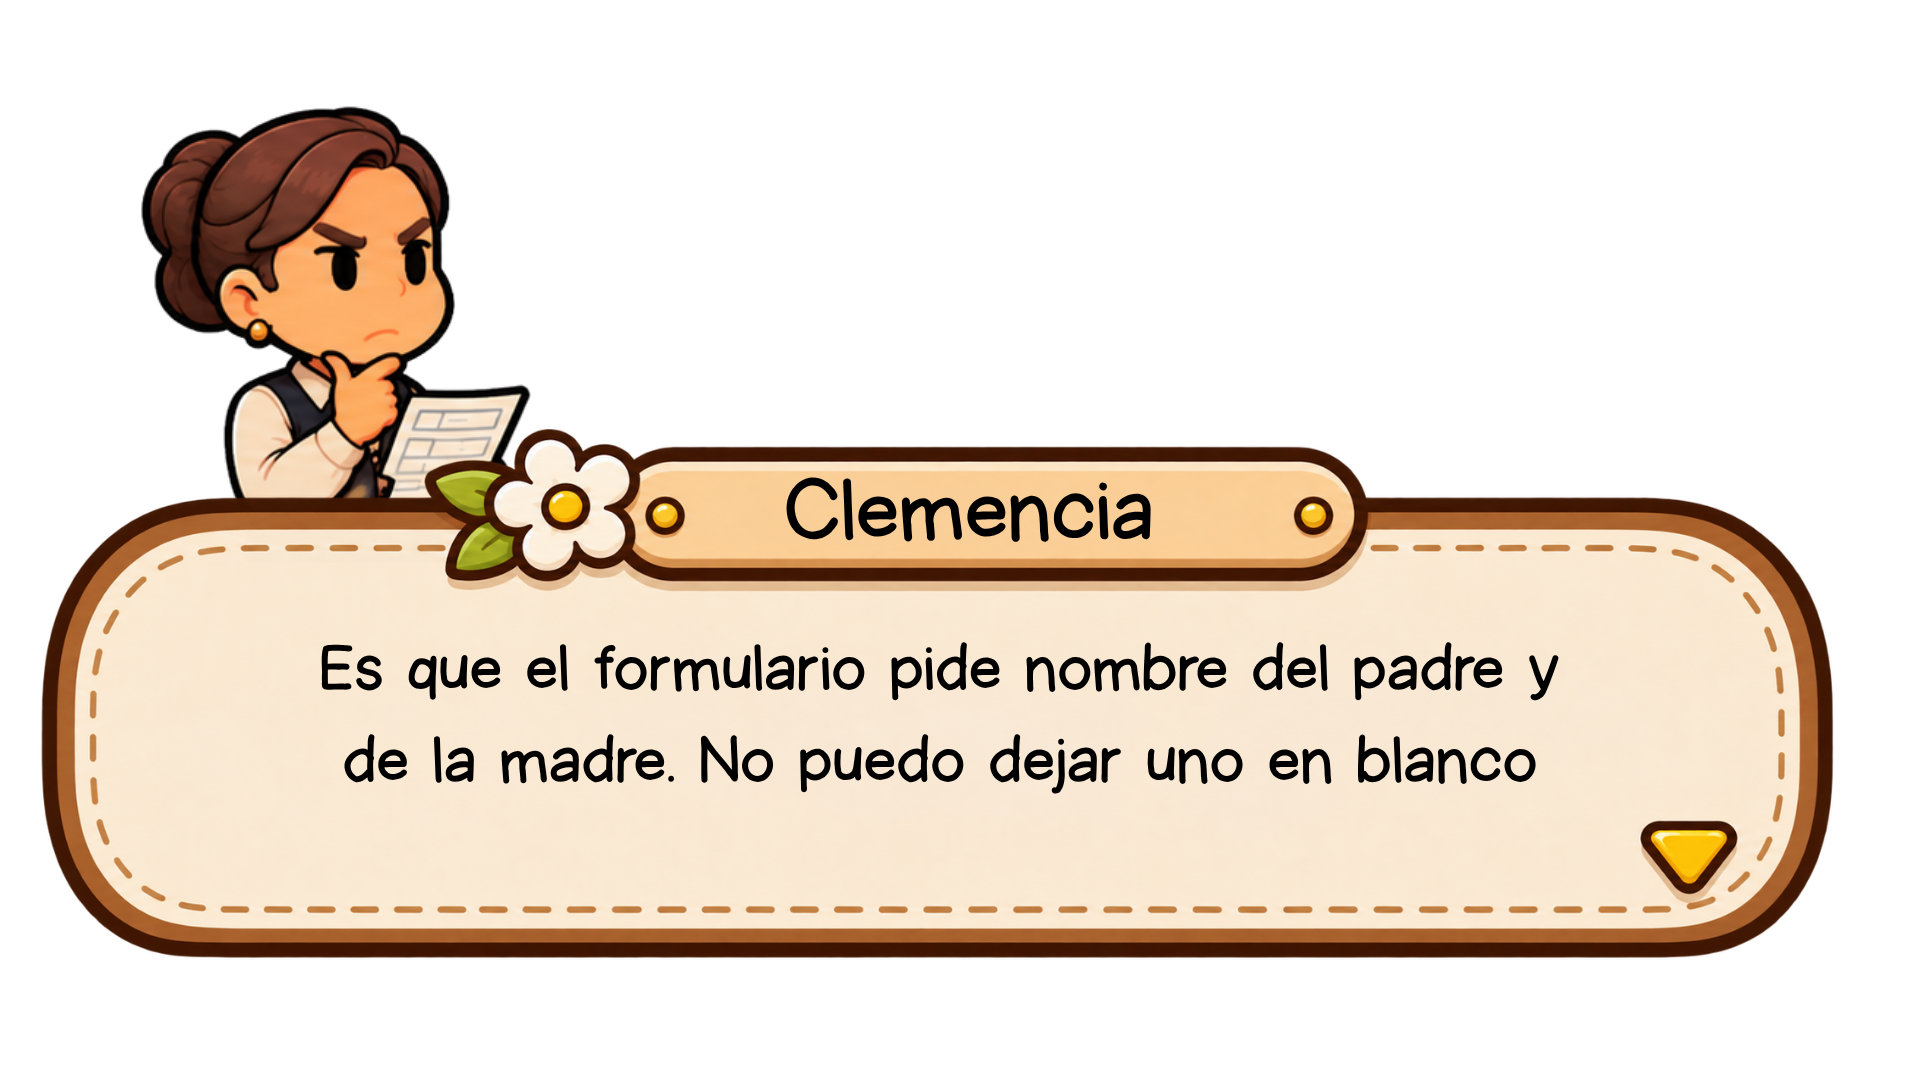 Clemencia
Es que el formulario pide nombre del padre y
de la madre. No puedo dejar uno en blanco